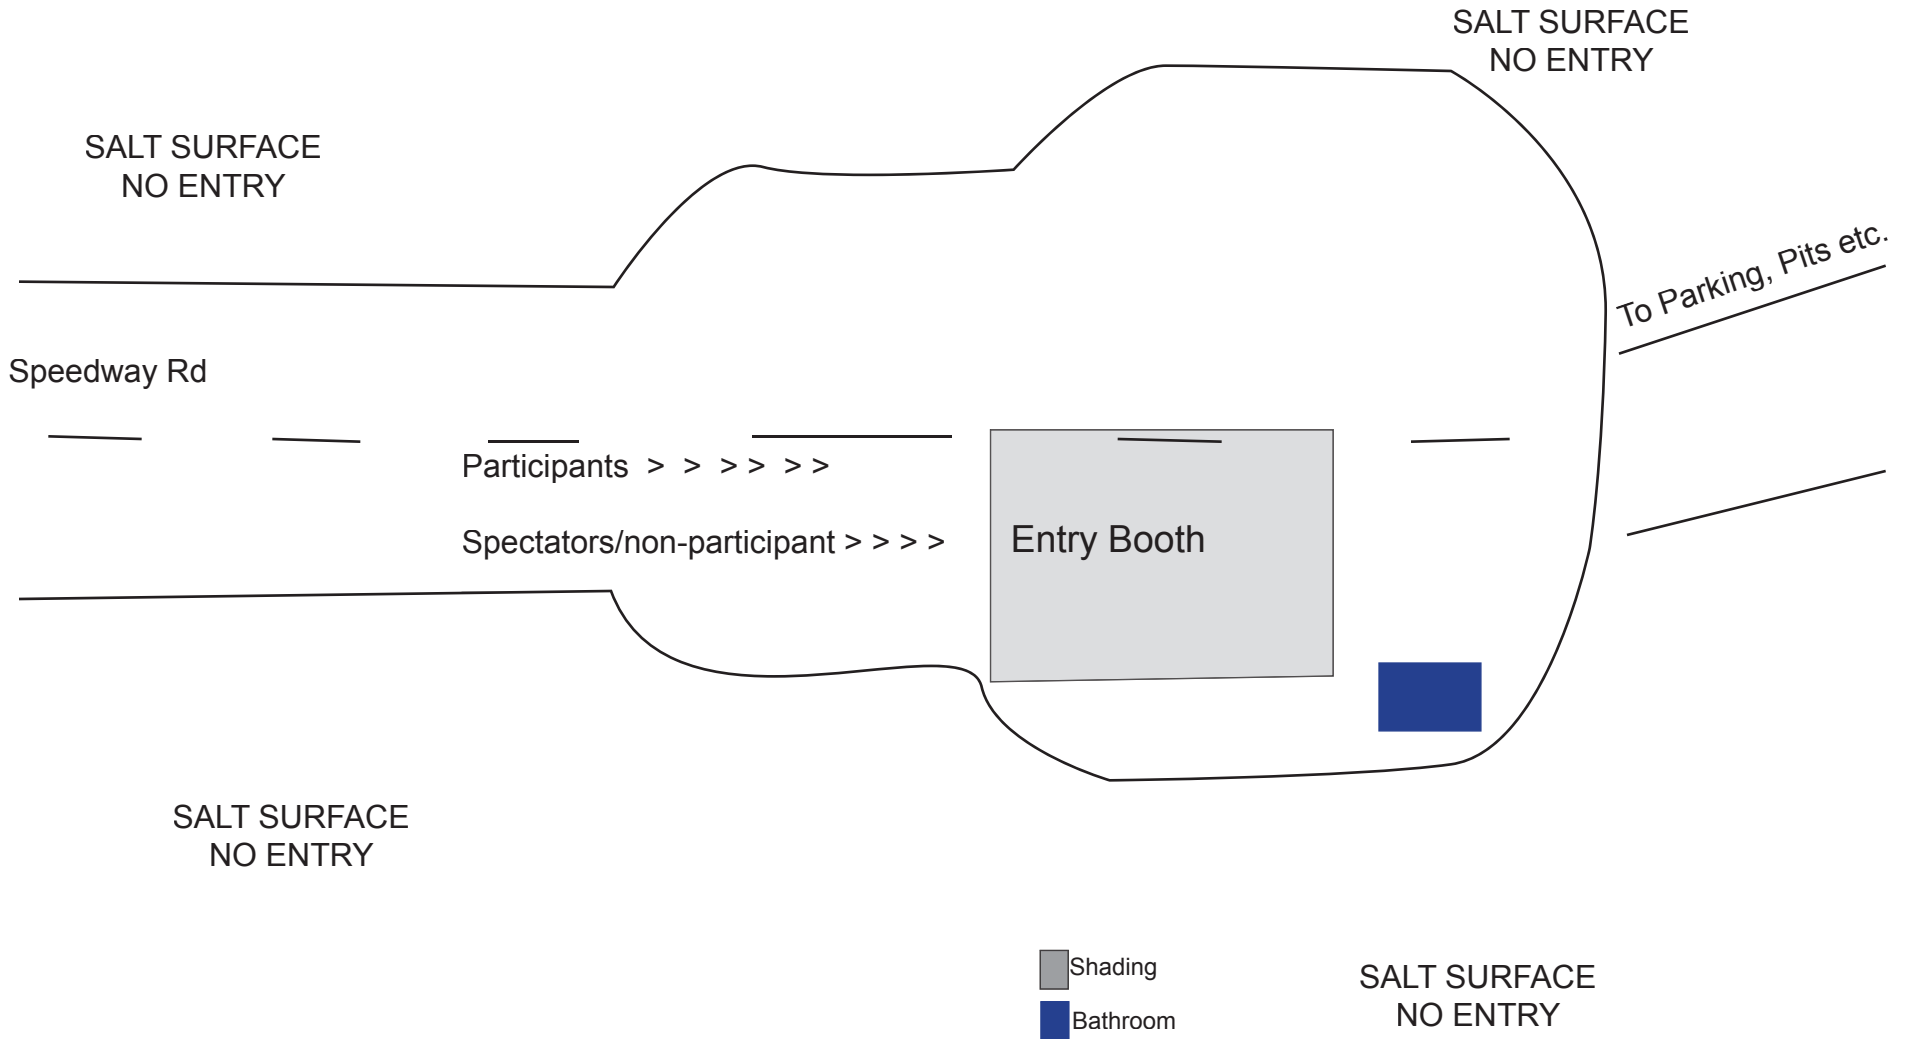 SALT SURFACE
NO ENTRY
SALT SURFACE
NO ENTRY
To Parking, Pits etc.
Speedway Rd
Participants > > > > > >
Spectators/non-participant > > > >
Entry Booth
SALT SURFACE
NO ENTRY
Shading
Bathroom
SALT SURFACE
NO ENTRY